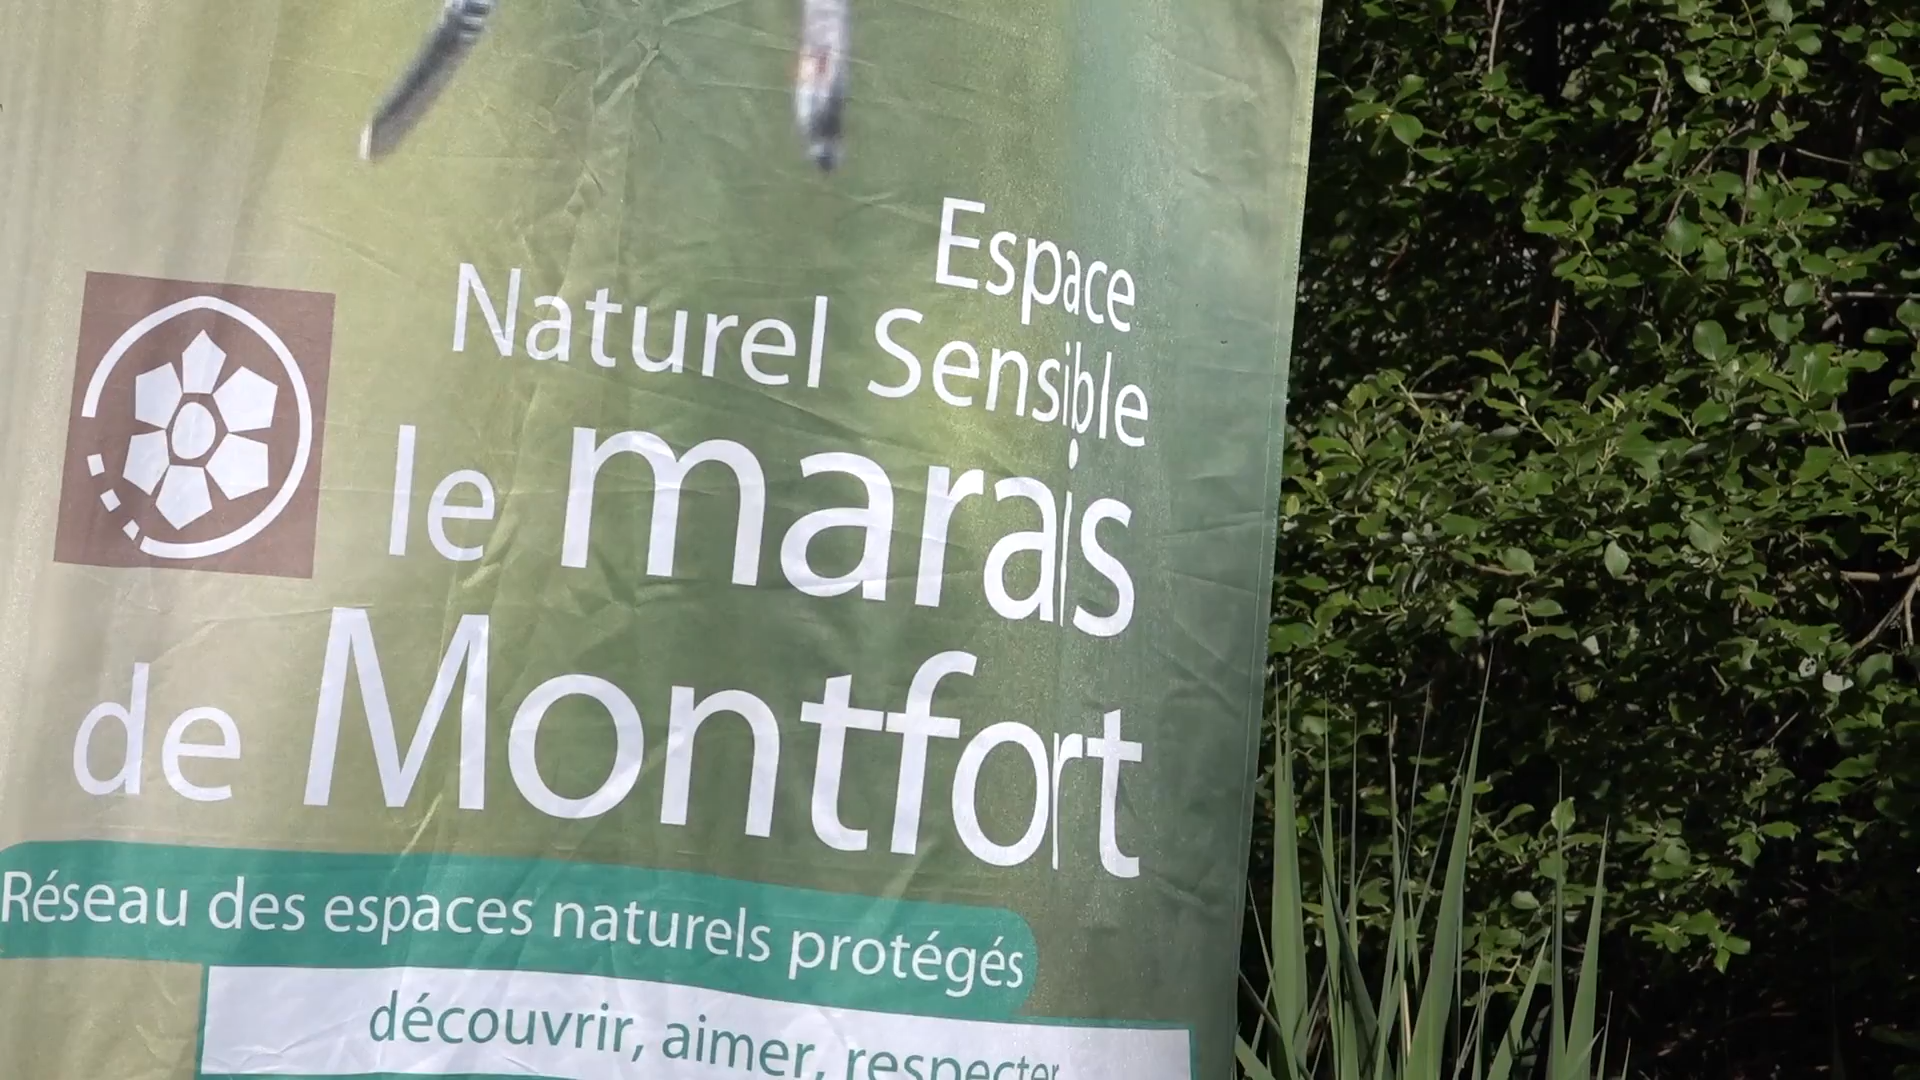 Espace
Naturel Sensible
le marais
de Montfort
Réseau des espaces naturels protégés
découvrir, aimer, respecter